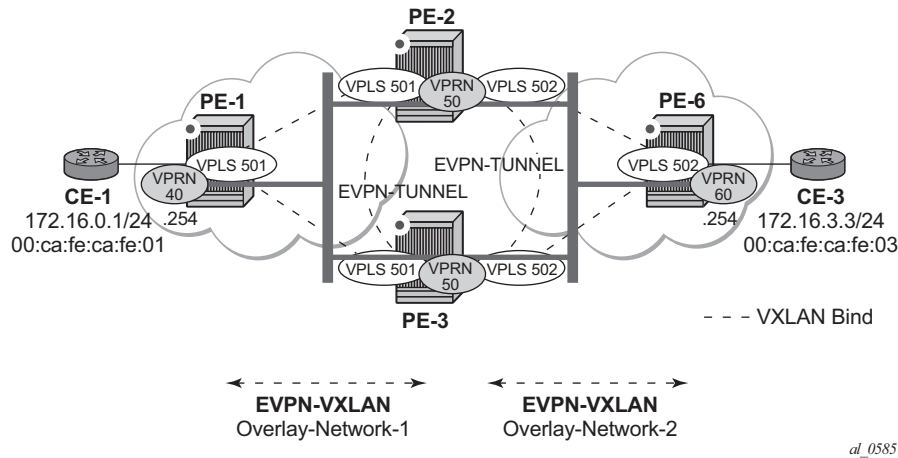 PE-2
VPLS 501
VPRN
50
VPLS 502
PE-1
PE-6
VPLS 501
EVPN-TUNNEL
EVPN-TUNNEL
VPLS 502
VPRN
40
VPRN
60
CE-1
172.16.0.1/24
00:ca:fe:ca:fe:01
.254
.254
CE-3
172.16.3.3/24
00:ca:fe:ca:fe:03
VPLS 501
VPRN
50
VPLS 502
PE-3
VXLAN Bind
EVPN-VXLAN
Overlay-Network-1
EVPN-VXLAN
Overlay-Network-2
al_0585